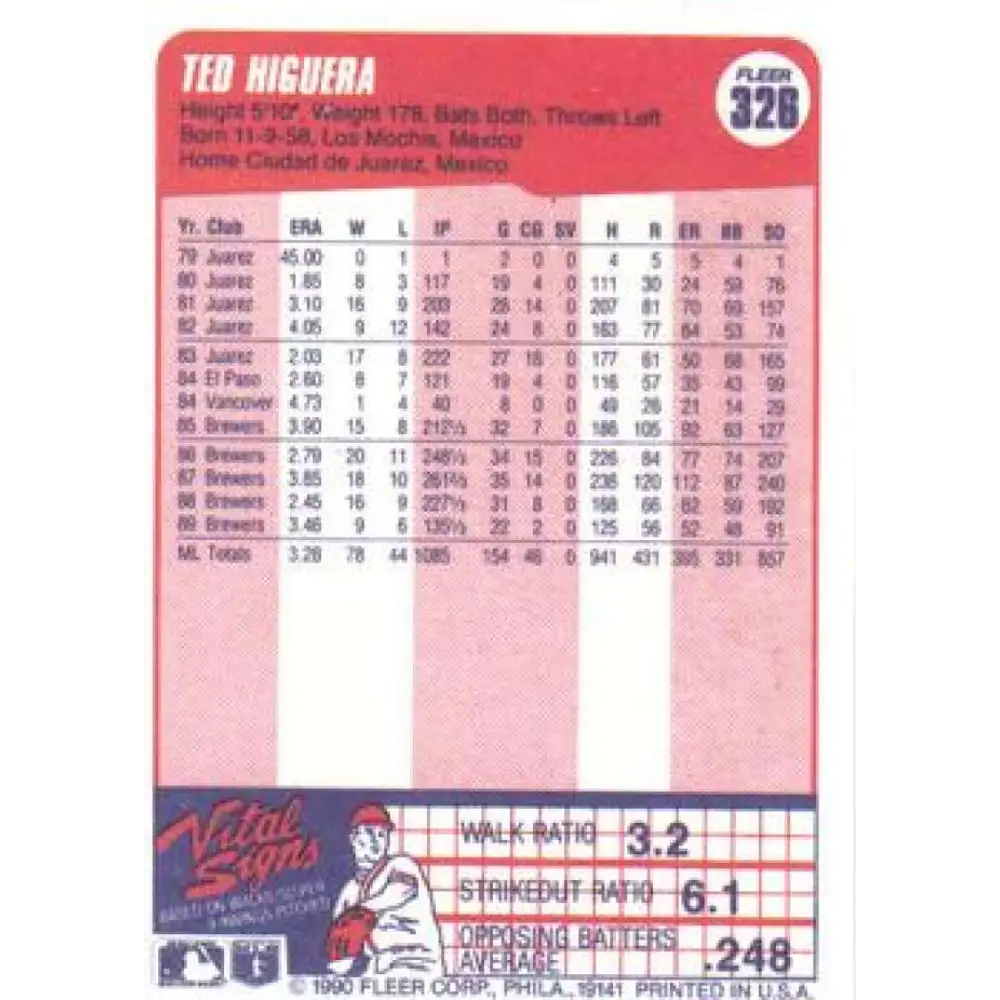 TED HIGUERA
FLEER
326
Height 5'10", Weight 178, Bats Both, Throws Left
Born 11-9-58, Los Mochis, Mexico
Home Ciudad de Juarez, Mexico
Yr. Club ERA W L IP G CG SV H R ER BB SO
79 Juarez 45.00 0 1 1 2 0 0 4 5 5 4 1
80 Juarez 1.85 8 3 117 19 4 0 111 30 24 59 76
81 Juarez 3.10 16 9 203 26 14 0 207 81 70 69 157
82 Juarez 4.05 9 12 142 24 8 0 163 77 64 53 74
83 Juarez 2.03 17 8 222 27 18 0 177 61 50 68 165
84 El Paso 2.60 8 7 121 19 4 0 116 57 35 43 99
84 Vancover 4.73 1 4 40 8 0 0 49 26 21 14 29
85 Brewers 3.90 15 8 212⅓ 32 7 0 186 105 92 63 127
86 Brewers 2.79 20 11 248⅓ 34 15 0 226 84 77 74 207
87 Brewers 3.85 18 10 261⅔ 35 14 0 236 120 112 87 240
88 Brewers 2.45 16 9 227⅓ 31 8 0 168 66 62 59 192
89 Brewers 3.46 9 6 135⅓ 22 2 0 125 56 52 48 91
ML Totals 3.28 78 44 1085 154 46 0 941 431 395 331 857
Vital
Signs
BASED ON WALKS OR PER
9 INNINGS PITCHED
WALK RATIO 3.2
STRIKEOUT RATIO 6.1
OPPOSING BATTERS
AVERAGE .248
© 1990 FLEER CORP., PHILA., 19141 PRINTED IN U.S.A.